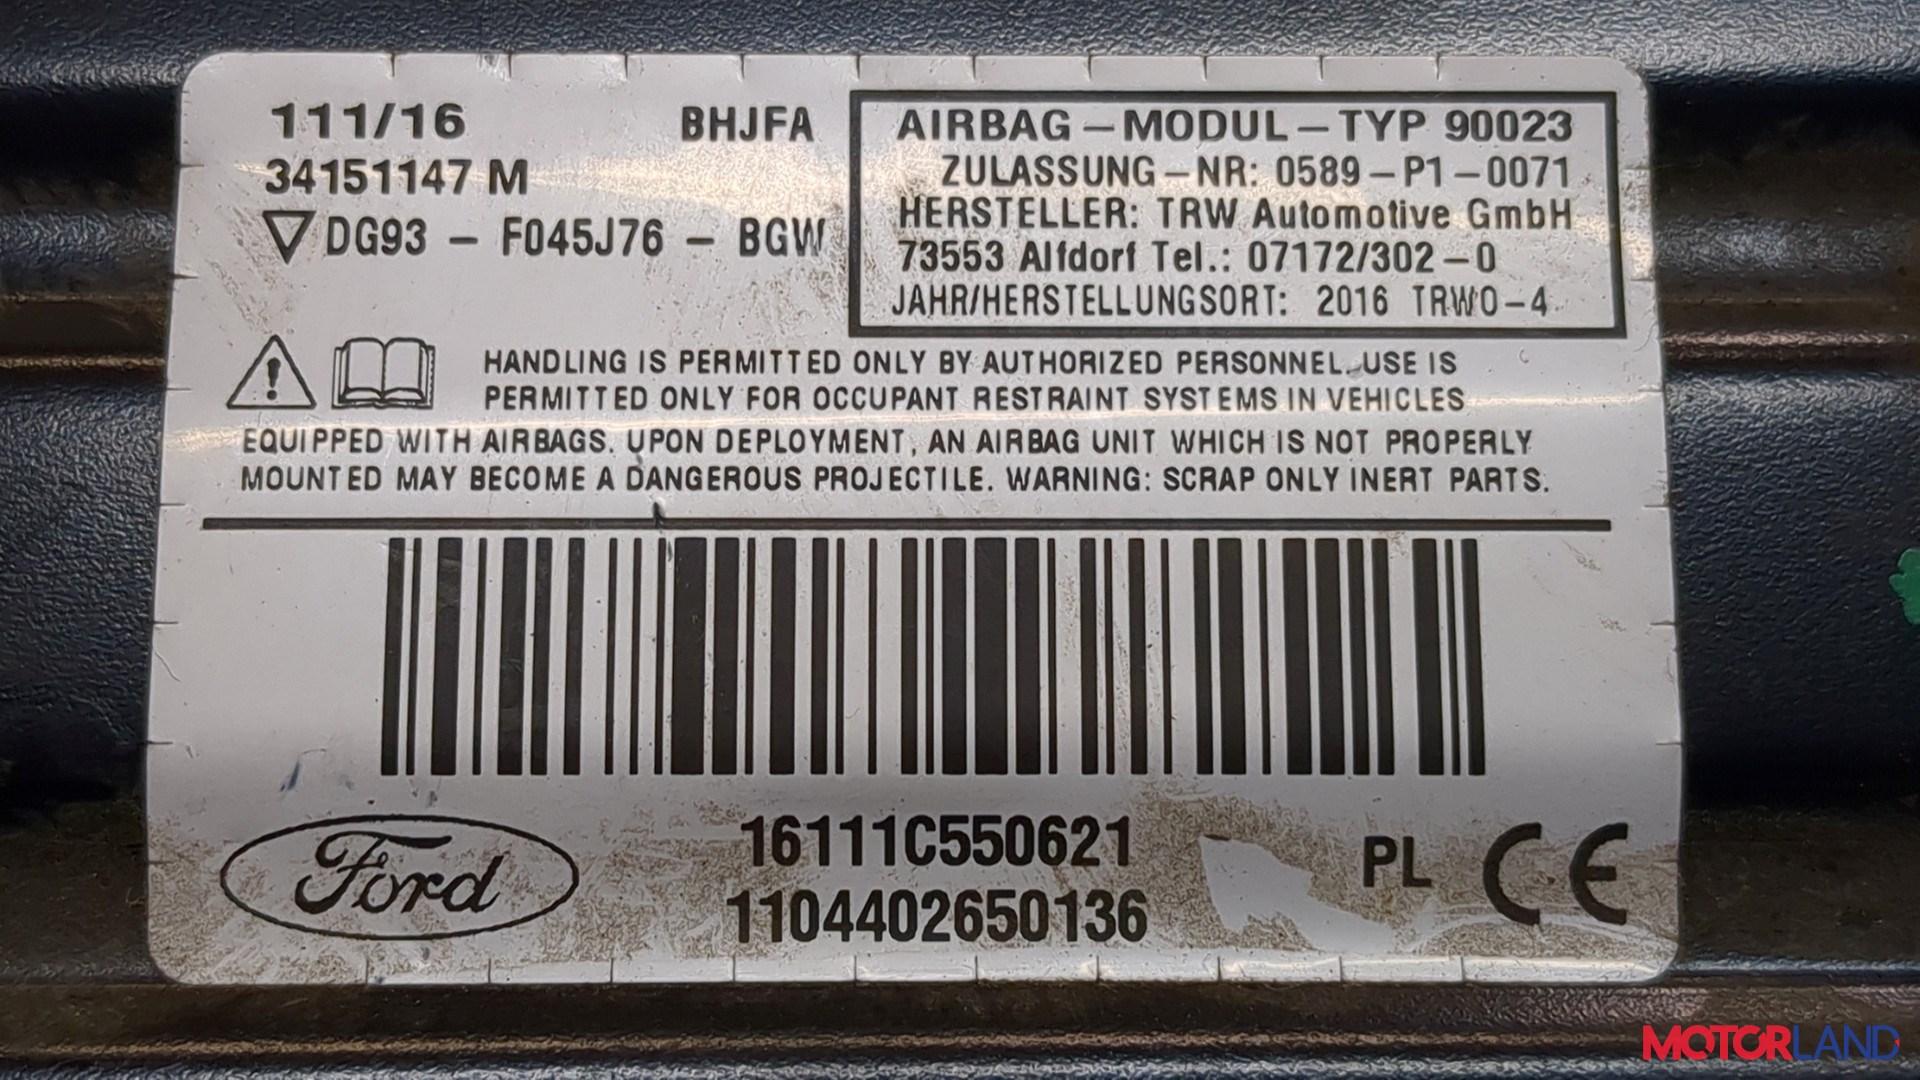 111/16 BHJFA
34151147 M
DG93 - F045J76 - BGW
AIRBAG-MODUL-TYP 90023
ZULASSUNG-NR: 0589-P1-0071
HERSTELLER: TRW Automotive GmbH
73553 Alfdorf Tel.: 07172/302-0
JAHR/HERSTELLUNGSORT: 2016 TRWO-4
HANDLING IS PERMITTED ONLY BY AUTHORIZED PERSONNEL. USE IS
PERMITTED ONLY FOR OCCUPANT RESTRAINT SYSTEMS IN VEHICLES
EQUIPPED WITH AIRBAGS. UPON DEPLOYMENT, AN AIRBAG UNIT WHICH IS NOT PROPERLY
MOUNTED MAY BECOME A DANGEROUS PROJECTILE. WARNING: SCRAP ONLY INERT PARTS.
Ford
16111C550621
1104402650136
PL CE
MOTORLAND